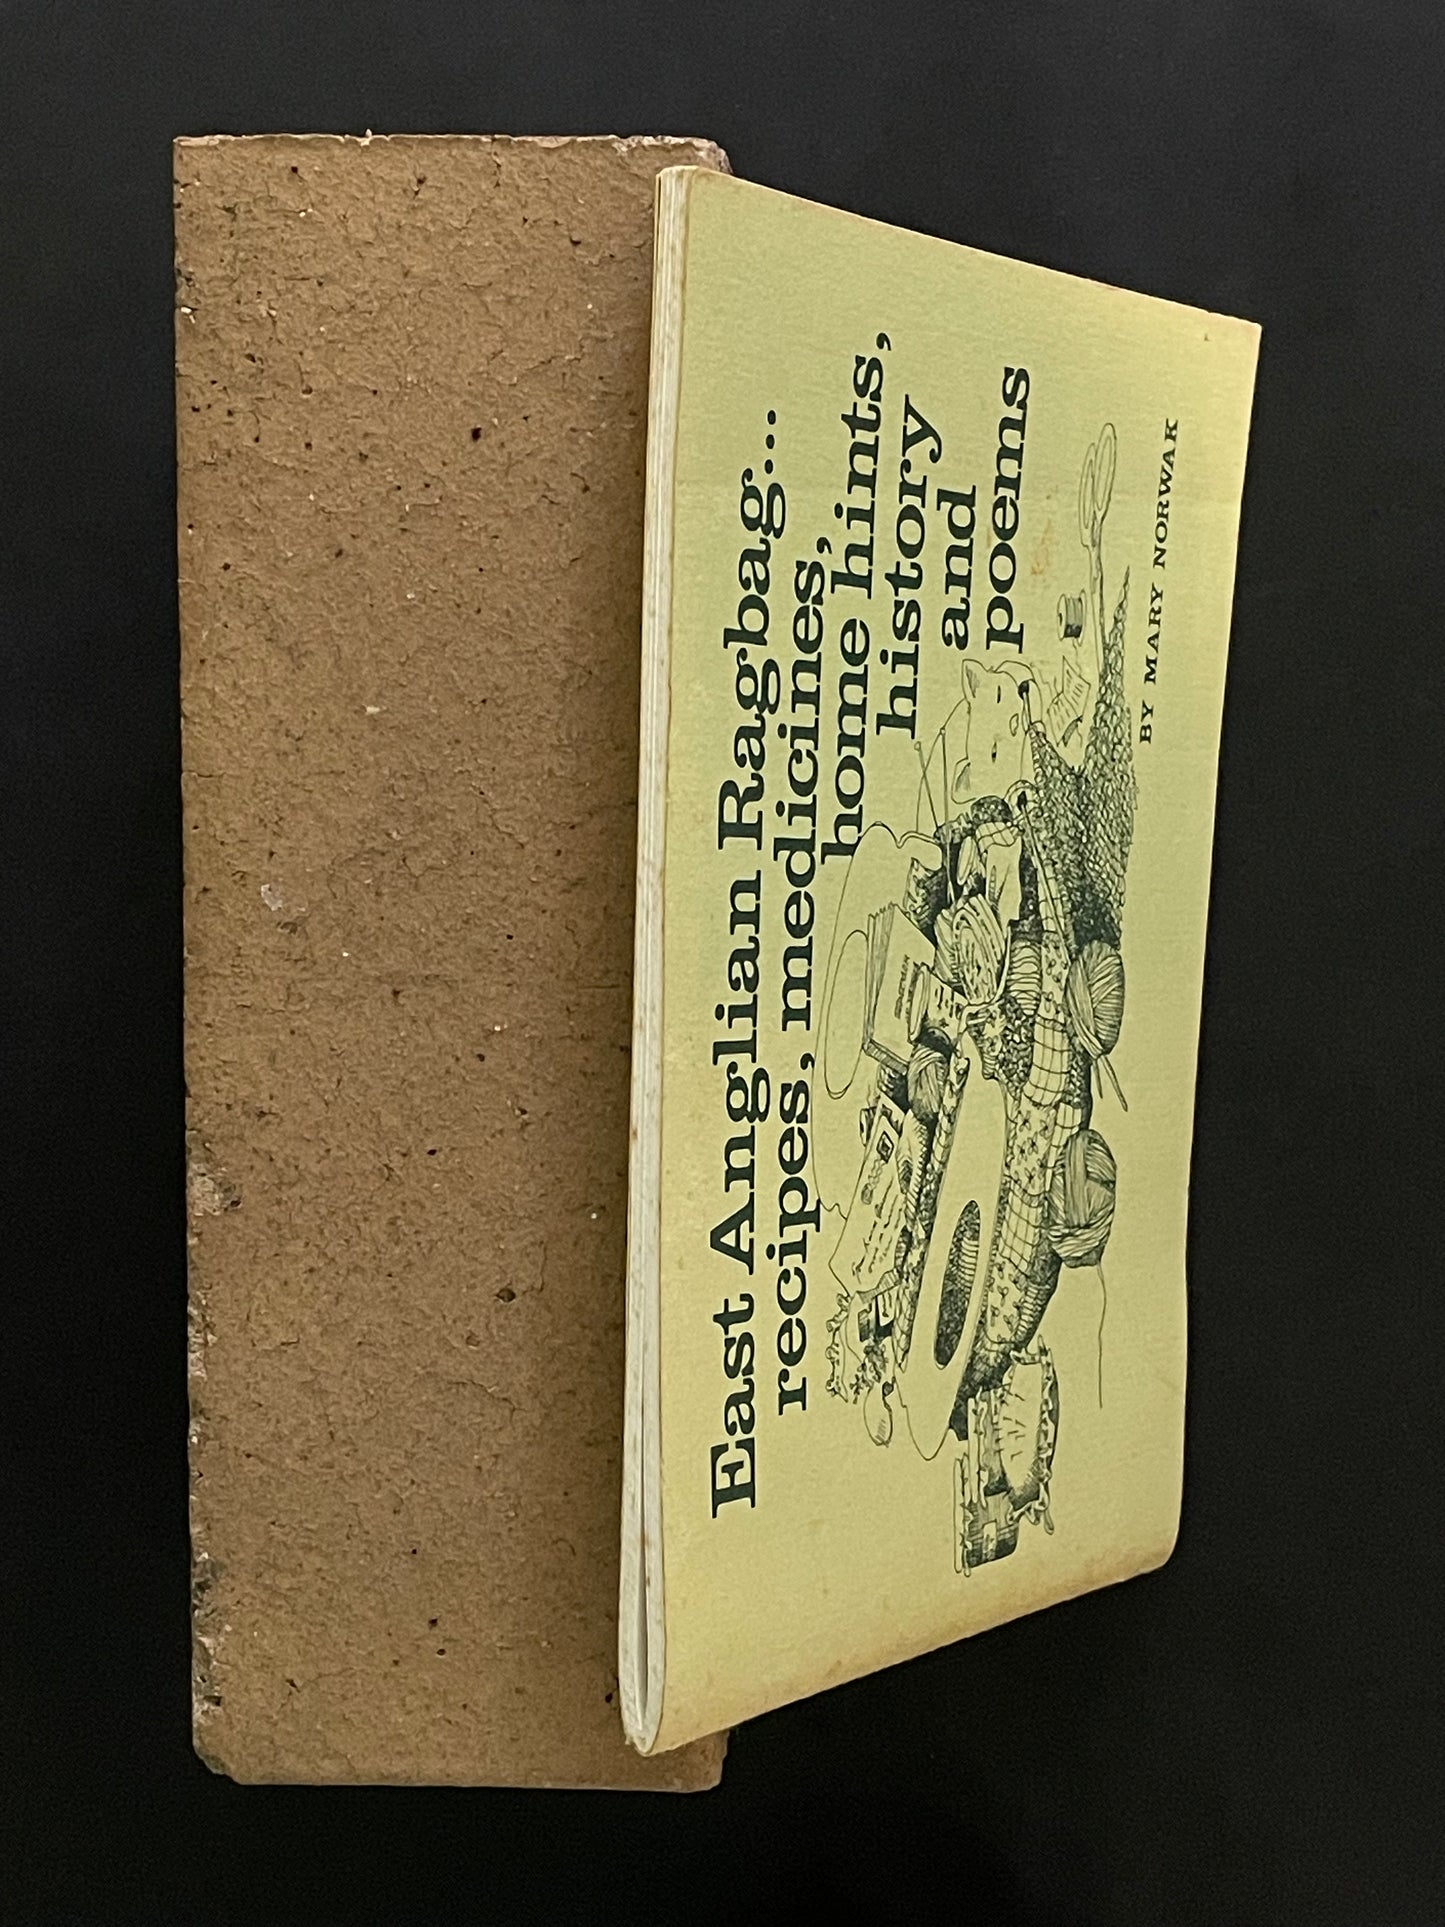 East Anglian Ragbag...
recipes, medicines,
home hints,
history
and
poems
BY MARY NORWAK